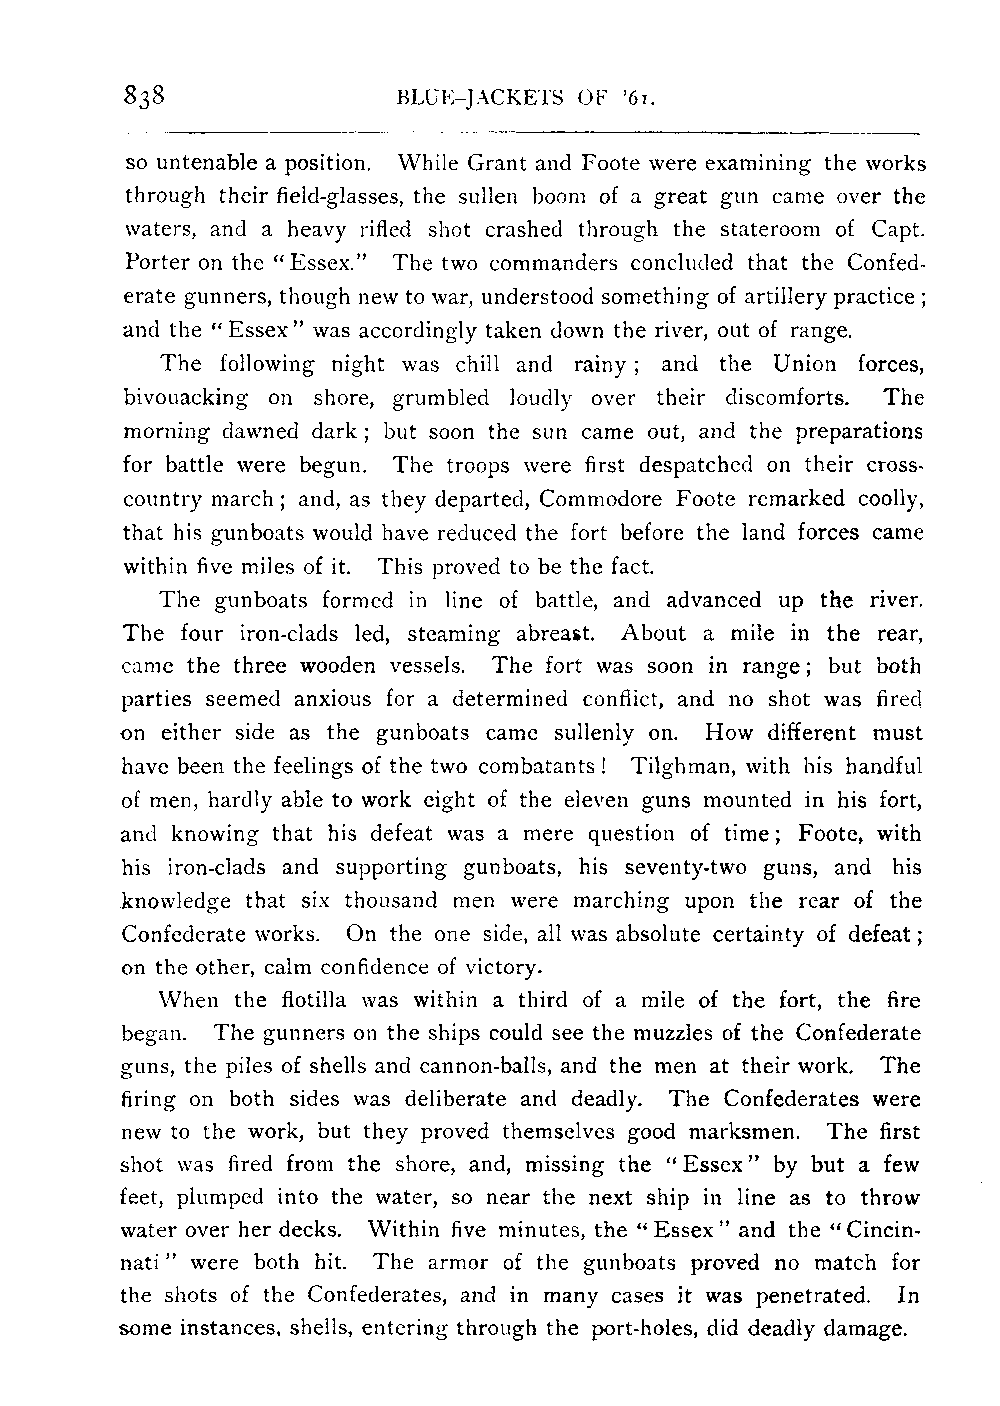 838 BLUE-JACKETS OF '61.
so untenable a position. While Grant and Foote were examining the works
through their field-glasses, the sullen boom of a great gun came over the
waters, and a heavy rifled shot crashed through the stateroom of Capt.
Porter on the "Essex." The two commanders concluded that the Confed-
erate gunners, though new to war, understood something of artillery practice;
and the "Essex" was accordingly taken down the river, out of range.
The following night was chill and rainy; and the Union forces,
bivouacking on shore, grumbled loudly over their discomforts. The
morning dawned dark; but soon the sun came out, and the preparations
for battle were begun. The troops were first despatched on their cross-
country march; and, as they departed, Commodore Foote remarked coolly,
that his gunboats would have reduced the fort before the land forces came
within five miles of it. This proved to be the fact.
The gunboats formed in line of battle, and advanced up the river.
The four iron-clads led, steaming abreast. About a mile in the rear,
came the three wooden vessels. The fort was soon in range; but both
parties seemed anxious for a determined conflict, and no shot was fired
on either side as the gunboats came sullenly on. How different must
have been the feelings of the two combatants! Tilghman, with his handful
of men, hardly able to work eight of the eleven guns mounted in his fort,
and knowing that his defeat was a mere question of time; Foote, with
his iron-clads and supporting gunboats, his seventy-two guns, and his
knowledge that six thousand men were marching upon the rear of the
Confederate works. On the one side, all was absolute certainty of defeat;
on the other, calm confidence of victory.
When the flotilla was within a third of a mile of the fort, the fire
began. The gunners on the ships could see the muzzles of the Confederate
guns, the piles of shells and cannon-balls, and the men at their work. The
firing on both sides was deliberate and deadly. The Confederates were
new to the work, but they proved themselves good marksmen. The first
shot was fired from the shore, and, missing the "Essex" by but a few
feet, plumped into the water, so near the next ship in line as to throw
water over her decks. Within five minutes, the "Essex" and the "Cincin-
nati" were both hit. The armor of the gunboats proved no match for
the shots of the Confederates, and in many cases it was penetrated. In
some instances, shells, entering through the port-holes, did deadly damage.